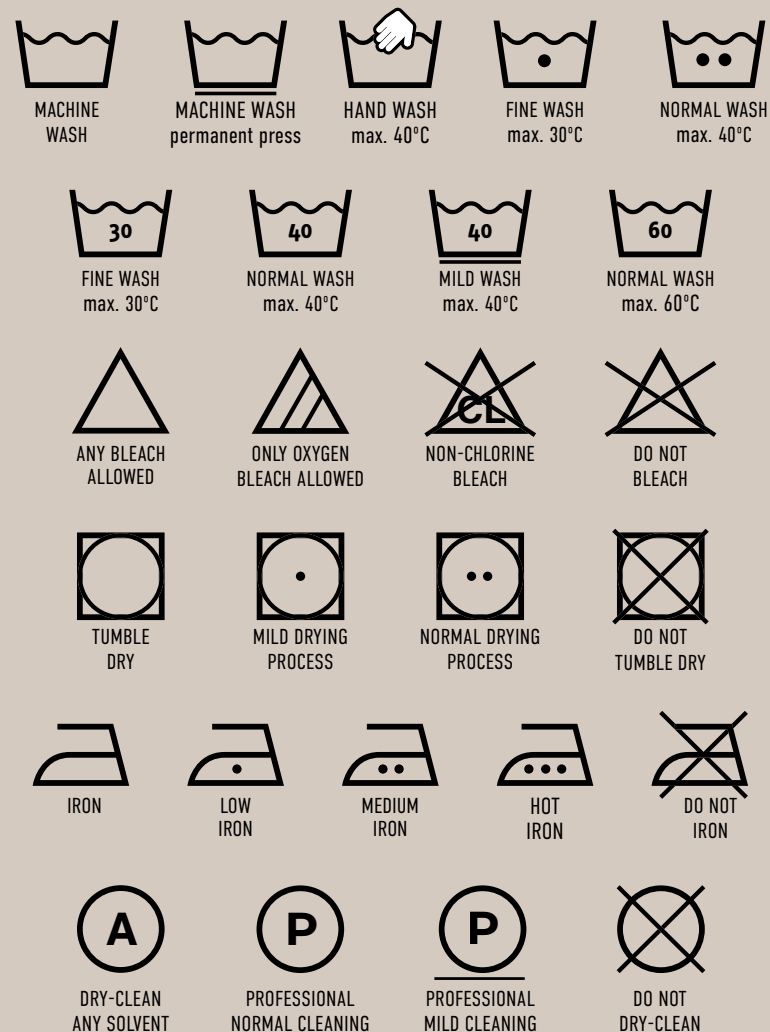 MACHINE
WASH
MACHINE WASH
permanent press
HAND WASH
max. 40°C
FINE WASH
max. 30°C
NORMAL WASH
max. 40°C
30
FINE WASH
max. 30°C
40
NORMAL WASH
max. 40°C
40
MILD WASH
max. 40°C
60
NORMAL WASH
max. 60°C
ANY BLEACH
ALLOWED
ONLY OXYGEN
BLEACH ALLOWED
CL
NON-CHLORINE
BLEACH
DO NOT
BLEACH
TUMBLE
DRY
MILD DRYING
PROCESS
NORMAL DRYING
PROCESS
DO NOT
TUMBLE DRY
IRON
LOW
IRON
MEDIUM
IRON
HOT
IRON
DO NOT
IRON
A
DRY-CLEAN
ANY SOLVENT
P
PROFESSIONAL
NORMAL CLEANING
P
PROFESSIONAL
MILD CLEANING
DO NOT
DRY-CLEAN